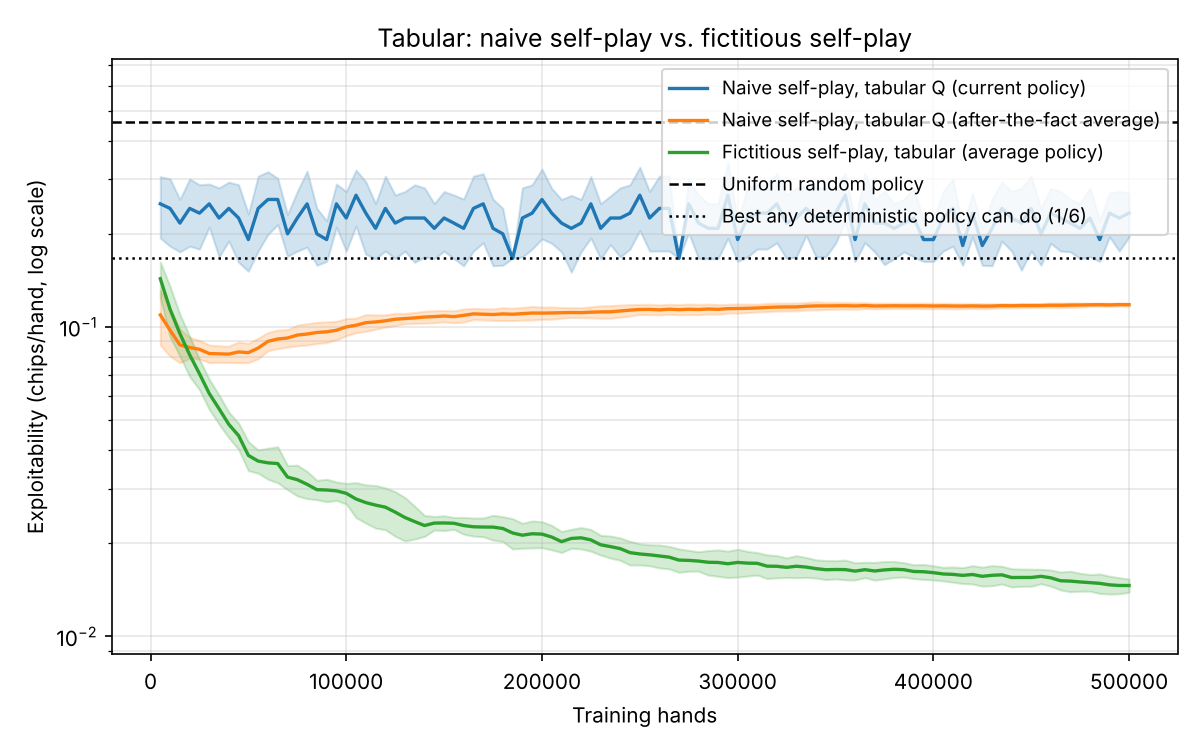 Tabular: naive self-play vs. fictitious self-play
Naive self-play, tabular Q (current policy)
Naive self-play, tabular Q (after-the-fact average)
Fictitious self-play, tabular (average policy)
Uniform random policy
Best any deterministic policy can do (1/6)
Exploitability (chips/hand, log scale)
10⁻¹
10⁻²
0 100000 200000 300000 400000 500000
Training hands